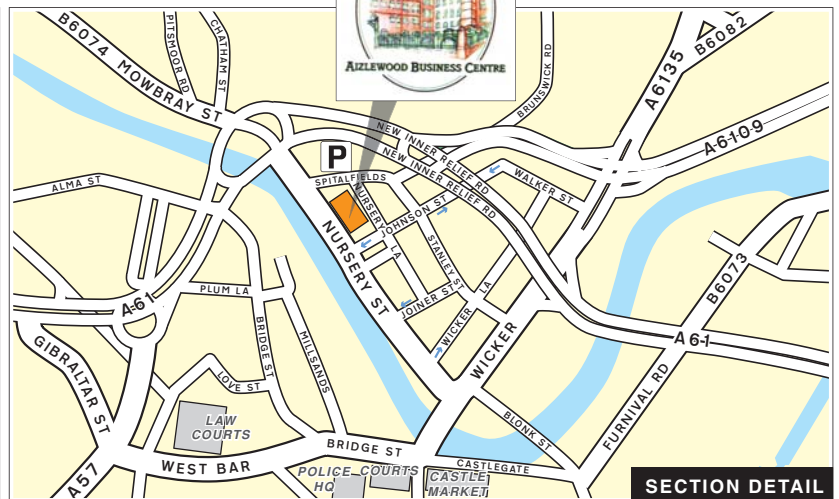 AIZLEWOOD BUSINESS CENTRE
B6074 MOWBRAY ST
PITSMOOR RD
CHATHAM ST
BRUNSWICK RD
A6135
B6082
A6109
NEW INNER RELIEF RD
NEW INNER RELIEF RD
P
SPITALFIELDS
WALKER ST
ALMA ST
NURSERY LA
JOHNSON ST
STANLEY ST
NURSERY ST
JOINER ST
WICKER LA
WICKER
B6073
A61
PLUM LA
BRIDGE ST
MILLSANDS
A61
GIBRALTAR ST
LOVE ST
LAW
COURTS
BLONK ST
FURNIVAL RD
BRIDGE ST
WEST BAR
CASTLEGATE
A57
POLICE
HQ
COURTS
CASTLE
MARKET
SECTION DETAIL